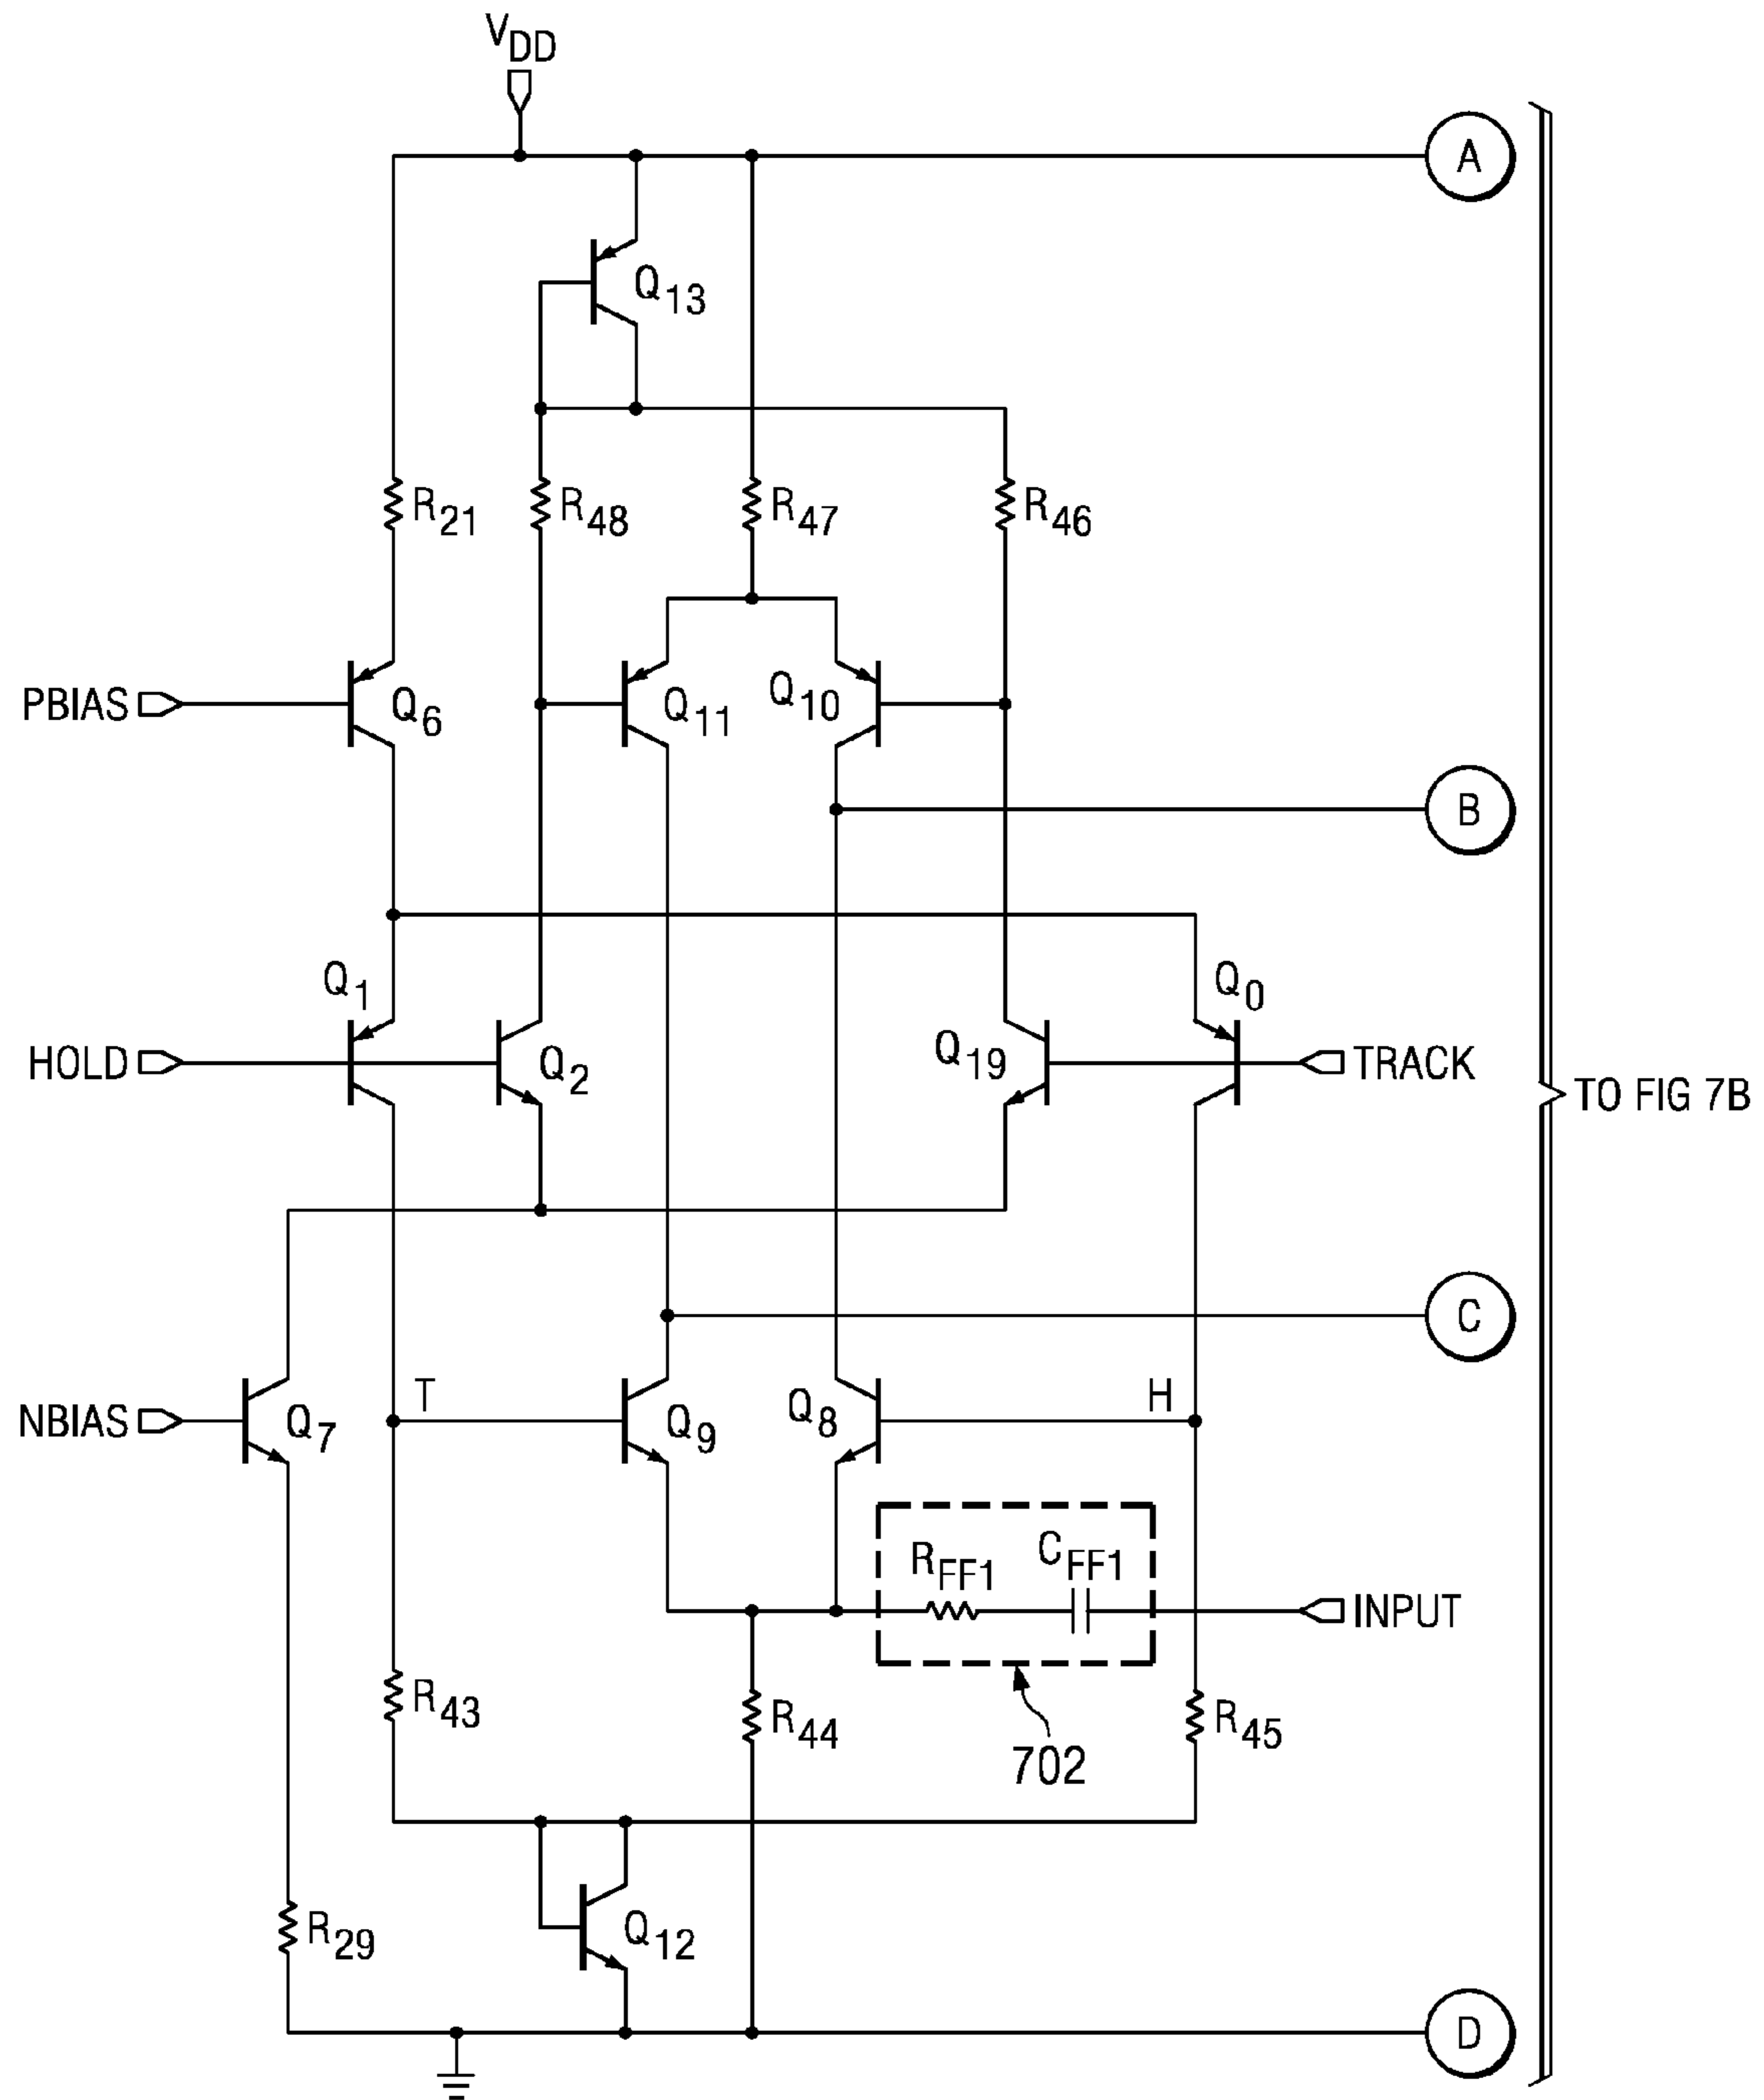 VDD
A
Q13
R21
R48
R47
R46
PBIAS
Q6
Q11
Q10
B
Q1
Q0
HOLD
Q2
Q19
TRACK
TO FIG 7B
C
NBIAS
Q7
T
Q9
Q8
H
RFF1
CFF1
INPUT
R43
R44
702
R45
R29
Q12
D